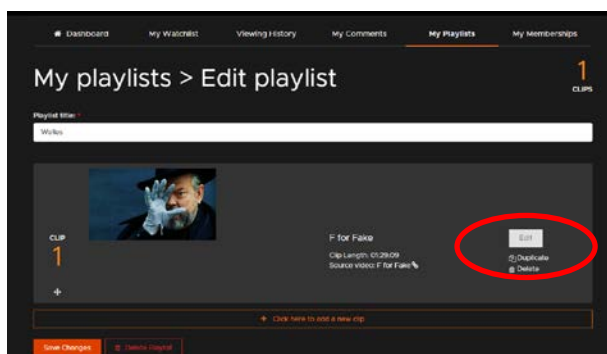 Dashboard My Watchlist Viewing History My Comments My Playlists My Memberships
My playlists > Edit playlist
1
CLIPS
Playlist title: *
Welles
CLIP
1
F for Fake
Clip Length: 01:29:09
Source video: F for Fake
Edit
Duplicate
Delete
+ Click here to add a new clip
Save Changes Delete Playlist